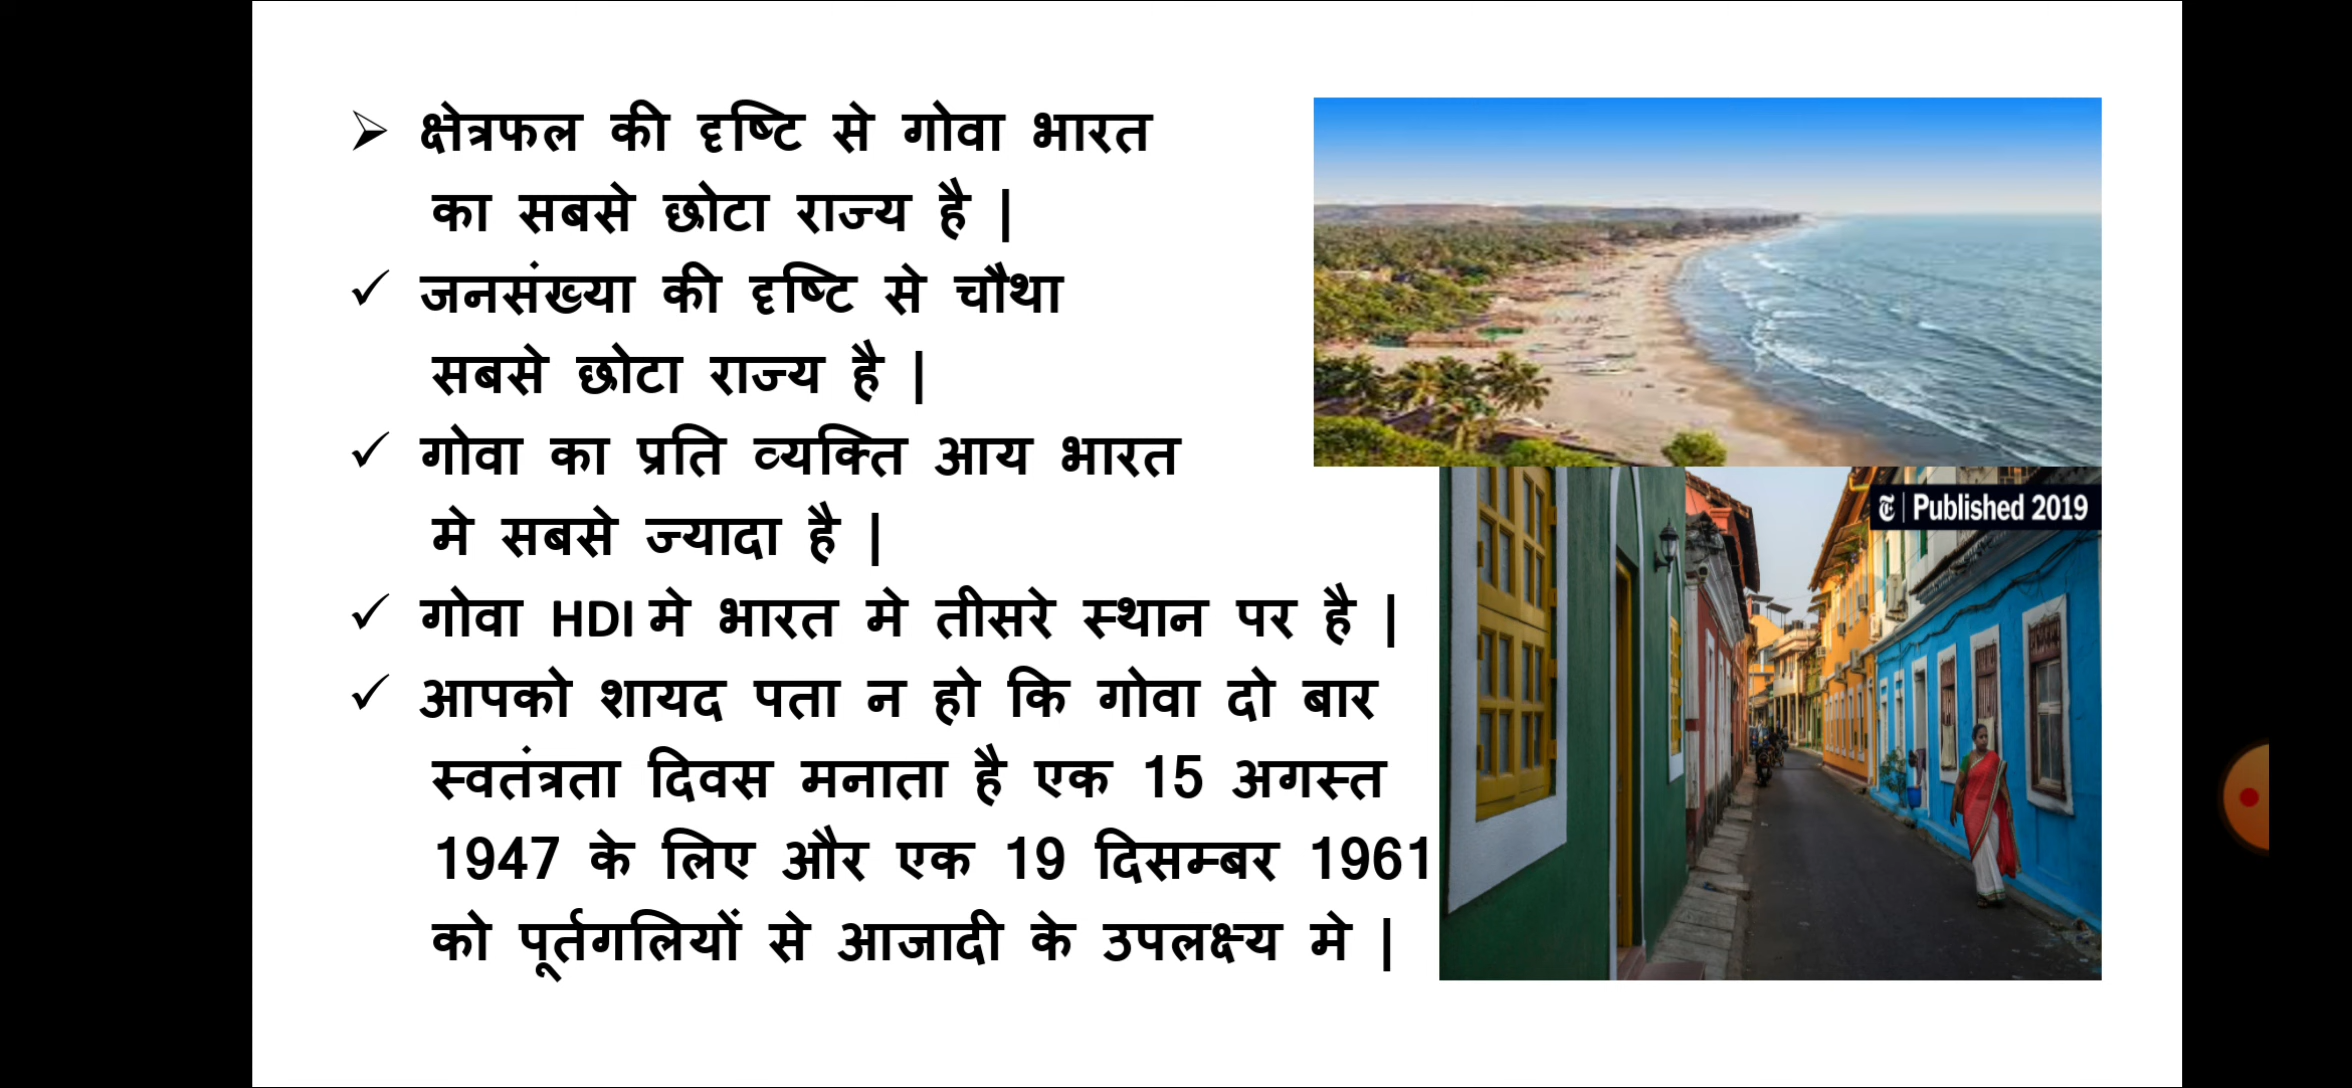 ➢ क्षेत्रफल की दृष्टि से गोवा भारत
का सबसे छोटा राज्य है |
✓ जनसंख्या की दृष्टि से चौथा
सबसे छोटा राज्य है |
✓ गोवा का प्रति व्यक्ति आय भारत
मे सबसे ज्यादा है |
✓ गोवा HDI मे भारत मे तीसरे स्थान पर है |
✓ आपको शायद पता न हो कि गोवा दो बार
स्वतंत्रता दिवस मनाता है एक 15 अगस्त
1947 के लिए और एक 19 दिसम्बर 1961
को पूर्तगलियों से आजादी के उपलक्ष्य मे |
T | Published 2019